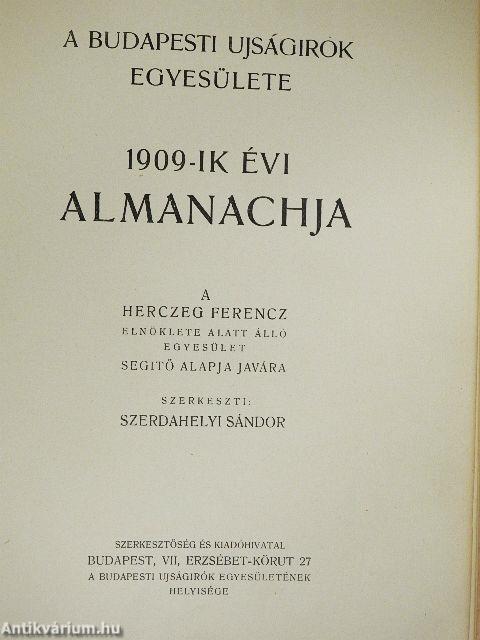 A BUDAPESTI UJSÁGIRÓK
EGYESÜLETE
1909-IK ÉVI
ALMANACHJA
A
HERCZEG FERENCZ
ELNÖKLETE ALATT ÁLLÓ
EGYESÜLET
SEGITŐ ALAPJA JAVÁRA
SZERKESZTI:
SZERDAHELYI SÁNDOR
SZERKESZTŐSÉG ÉS KIADÓHIVATAL
BUDAPEST, VII, ERZSÉBET-KÖRUT 27
A BUDAPESTI UJSÁGIRÓK EGYESÜLETÉNEK
HELYISÉGE
Antikvárium.hu